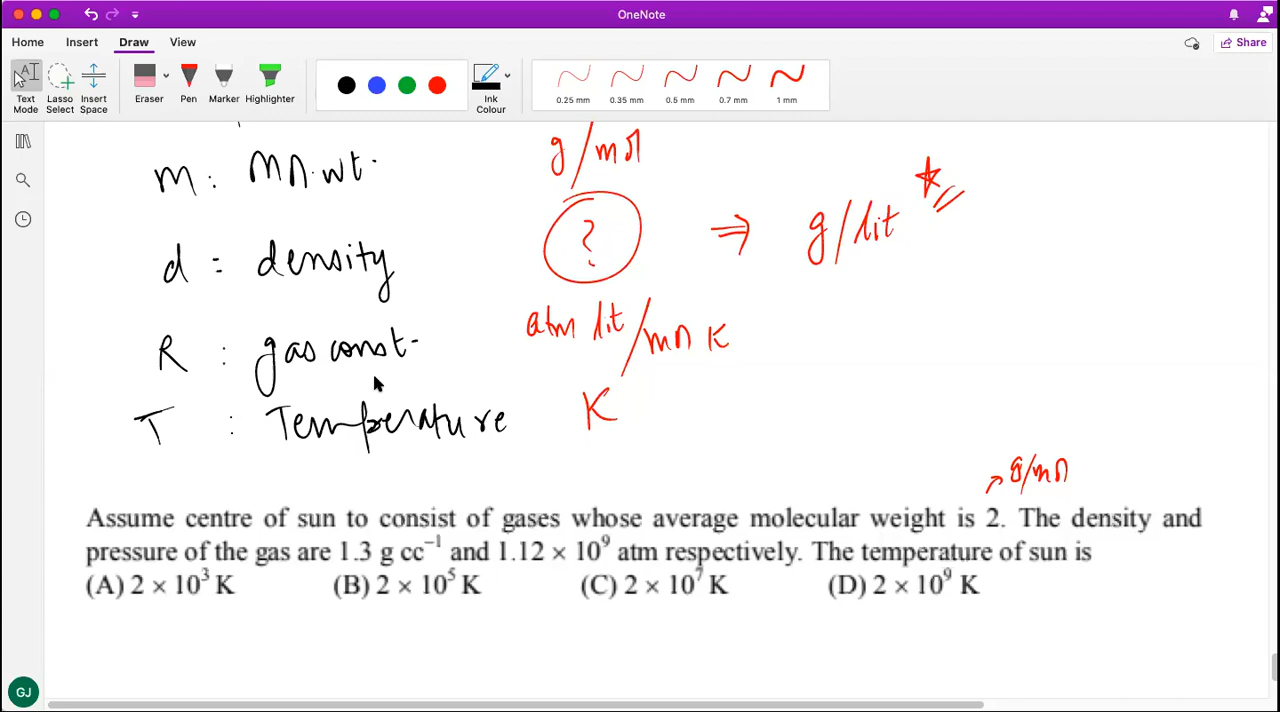 OneNote
Home Insert Draw View
Share
Text Mode
Lasso Select
Insert Space
Eraser
Pen
Marker
Highlighter
Ink Colour
0.25 mm
0.35 mm
0.5 mm
0.7 mm
1 mm
g/mol
m : Mol.wt.
? ⇒ g/lit
d : density
atm lit/mol K
R : gas const.
K
T : Temperature
g/mol
Assume centre of sun to consist of gases whose average molecular weight is 2. The density and
pressure of the gas are 1.3 g cc⁻¹ and 1.12 × 10⁹ atm respectively. The temperature of sun is
(A) 2 × 10³ K (B) 2 × 10⁵ K (C) 2 × 10⁷ K (D) 2 × 10⁹ K
GJ